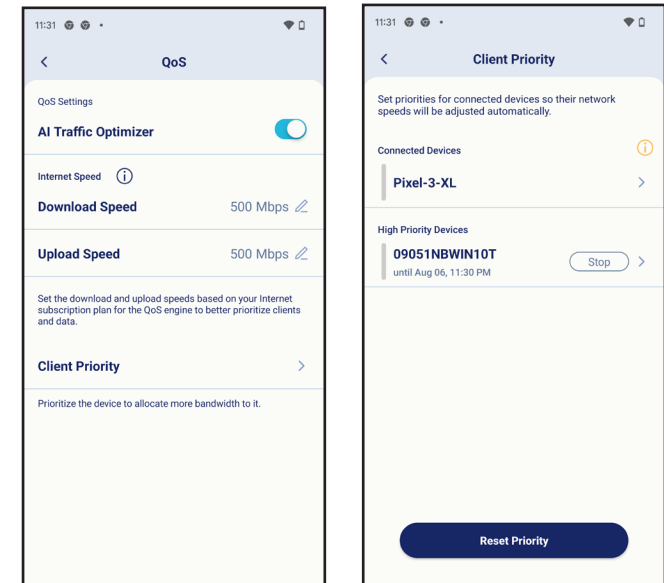 11:31
QoS
QoS Settings
AI Traffic Optimizer
Internet Speed
Download Speed 500 Mbps
Upload Speed 500 Mbps
Set the download and upload speeds based on your Internet
subscription plan for the QoS engine to better prioritize clients
and data.
Client Priority
Prioritize the device to allocate more bandwidth to it.
11:31
Client Priority
Set priorities for connected devices so their network
speeds will be adjusted automatically.
Connected Devices
Pixel-3-XL
High Priority Devices
09051NBWIN10T
until Aug 06, 11:30 PM
Stop
Reset Priority